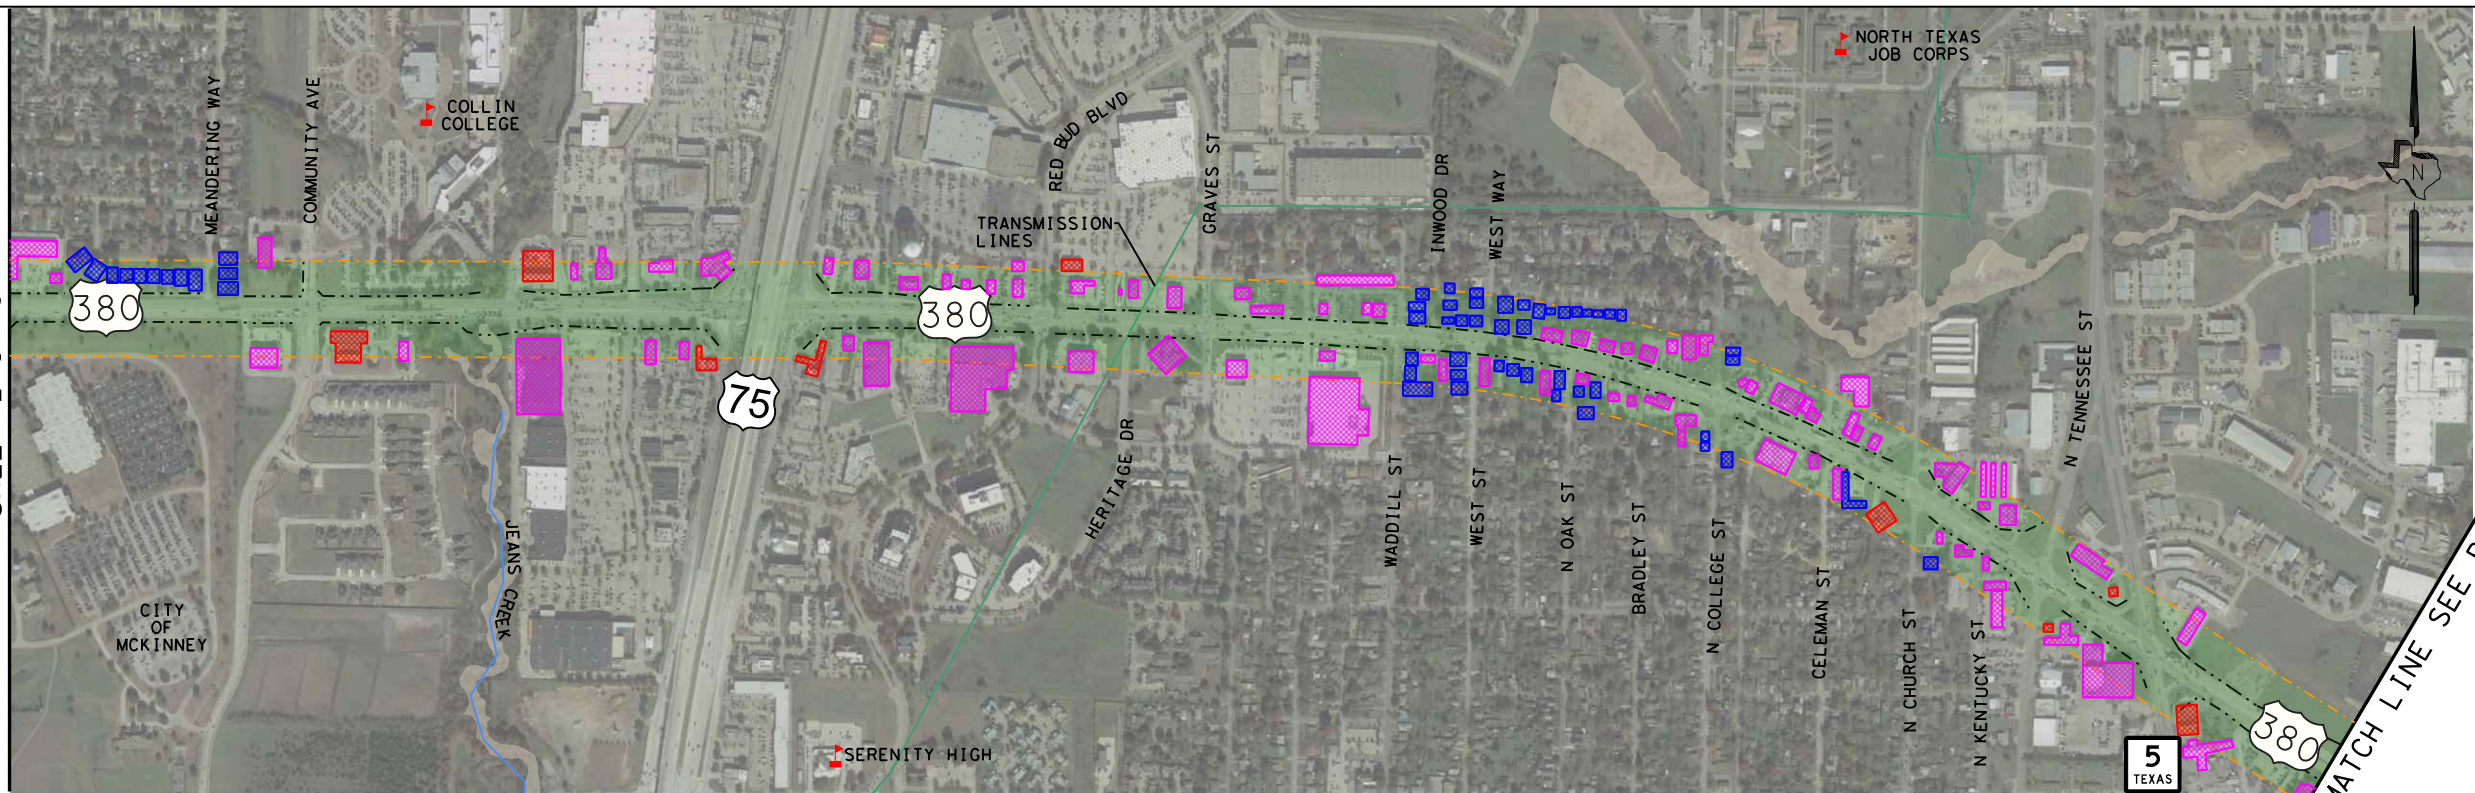 NORTH TEXAS
JOB CORPS
COLLIN
COLLEGE
MEANDERING WAY
COMMUNITY AVE
RED BUD BLVD
GRAVES ST
INWOOD DR
WEST WAY
TRANSMISSION
LINES
N
380
380
75
N TENNESSEE ST
HERITAGE DR
WADDILL ST
WEST ST
N OAK ST
BRADLEY ST
N COLLEGE ST
CELEMAN ST
N CHURCH ST
N KENTUCKY ST
JEANS CREEK
CITY
OF
MCKINNEY
SERENITY HIGH
380
5
TEXAS
MATCH LINE SEE